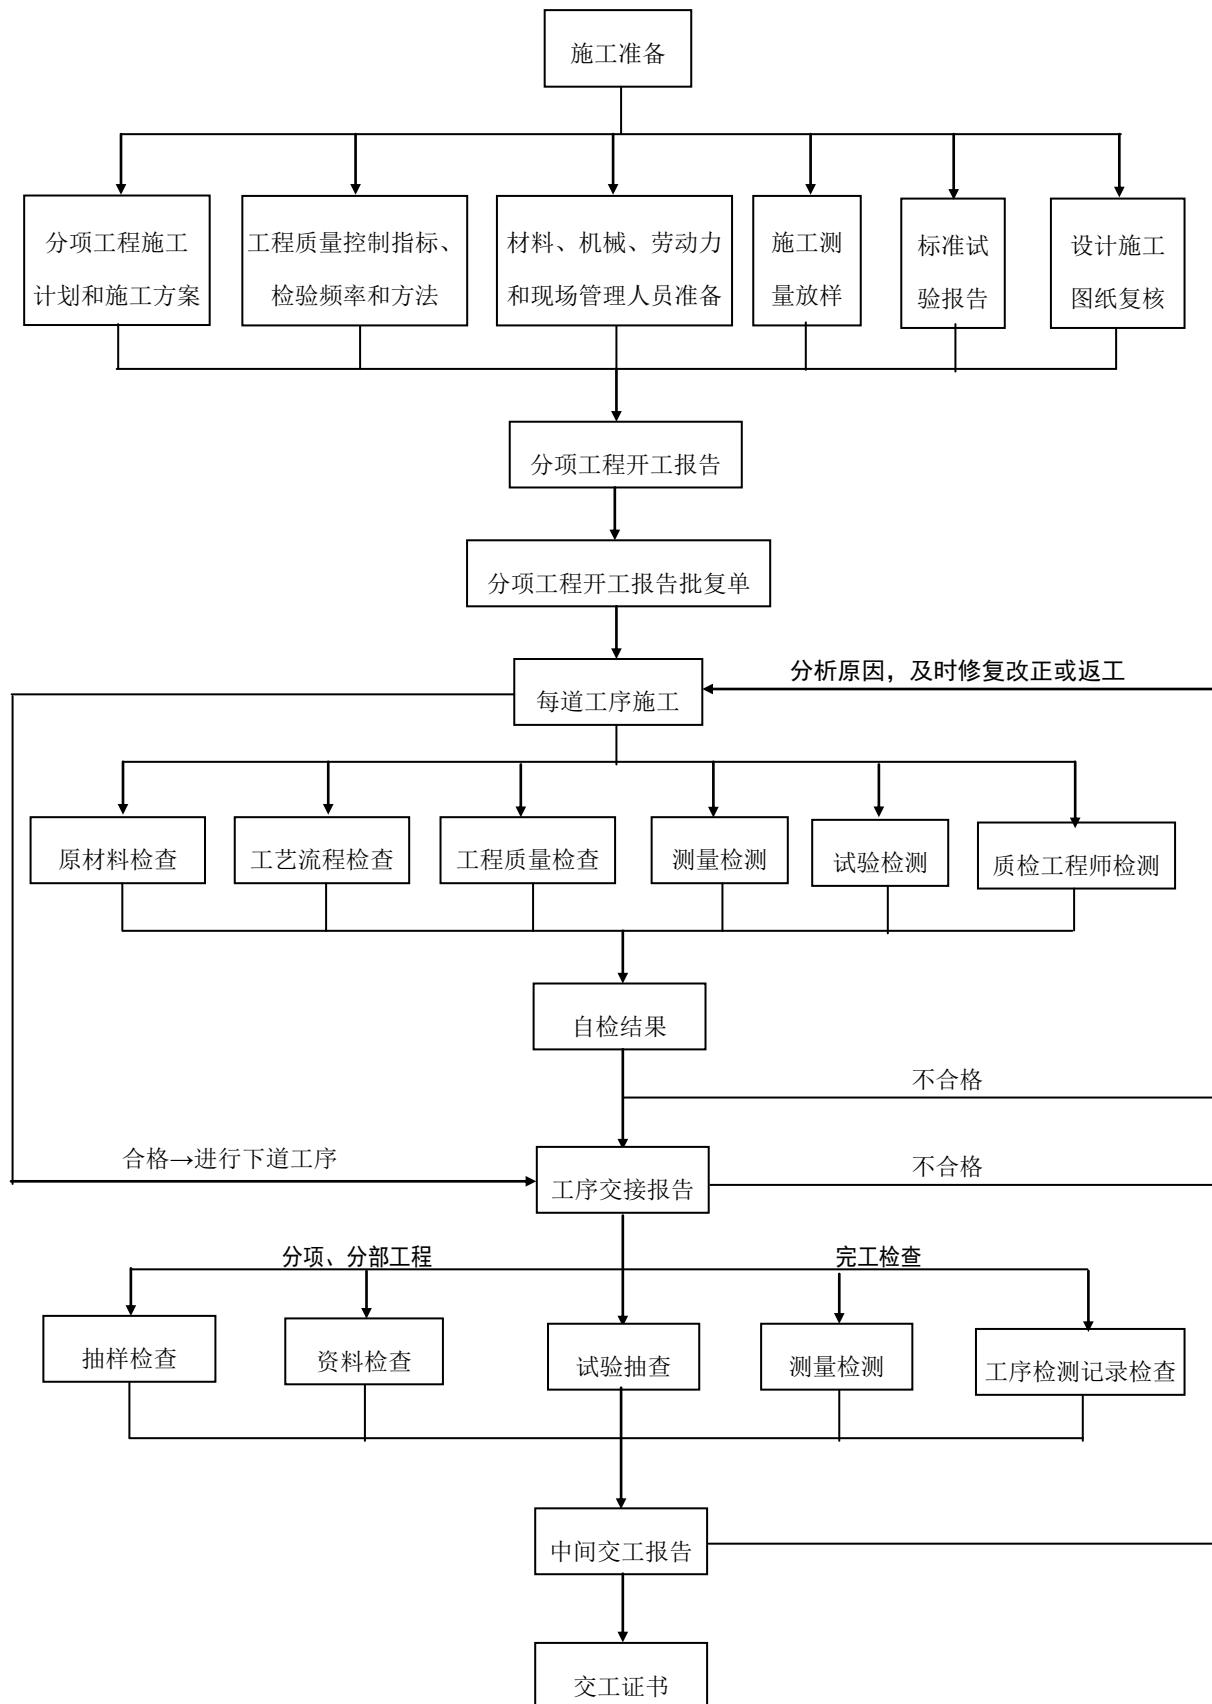 施工准备
分项工程施工
计划和施工方案
工程质量控制指标、
检验频率和方法
材料、机械、劳动力
和现场管理人员准备
施工测
量放样
标准试
验报告
设计施工
图纸复核
分项工程开工报告
分项工程开工报告批复单
分析原因，及时修复改正或返工
每道工序施工
原材料检查
工艺流程检查
工程质量检查
测量检测
试验检测
质检工程师检测
自检结果
不合格
合格→进行下道工序
工序交接报告
不合格
分项、分部工程
完工检查
抽样检查
资料检查
试验抽查
测量检测
工序检测记录检查
中间交工报告
交工证书